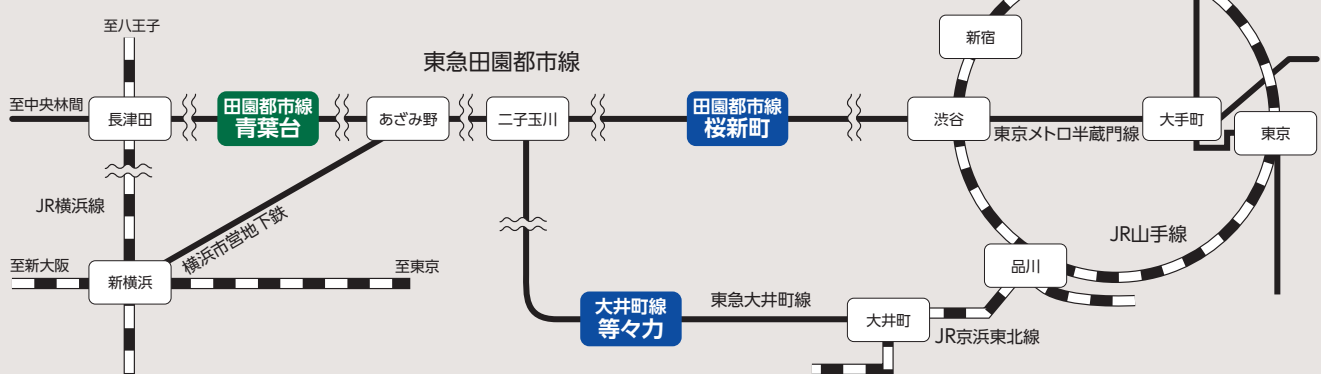 至八王子
新宿
東急田園都市線
至中央林間
長津田
田園都市線
青葉台
あざみ野
二子玉川
田園都市線
桜新町
渋谷
東京メトロ半蔵門線
大手町
東京
JR横浜線
横浜市営地下鉄
JR山手線
至新大阪
新横浜
至東京
品川
大井町線
等々力
東急大井町線
大井町
JR京浜東北線